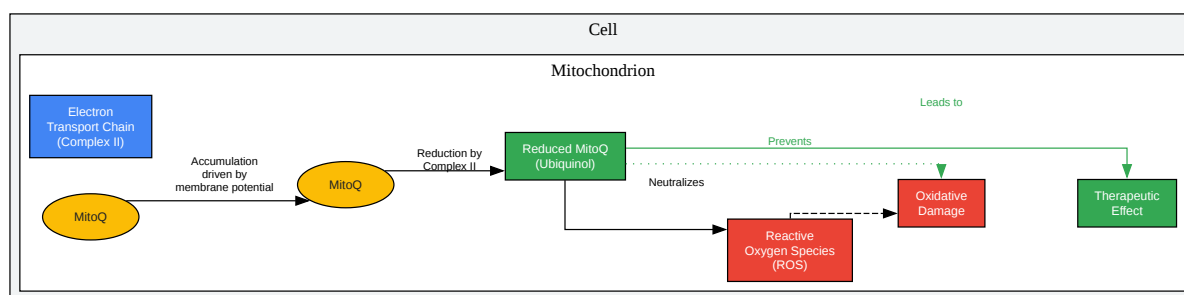 Cell
Mitochondrion
Electron
Transport Chain
(Complex II)
Accumulation
driven by
membrane potential
MitoQ
MitoQ
Reduction by
Complex II
Reduced MitoQ
(Ubiquinol)
Neutralizes
Prevents
Leads to
Reactive
Oxygen Species
(ROS)
Oxidative
Damage
Therapeutic
Effect